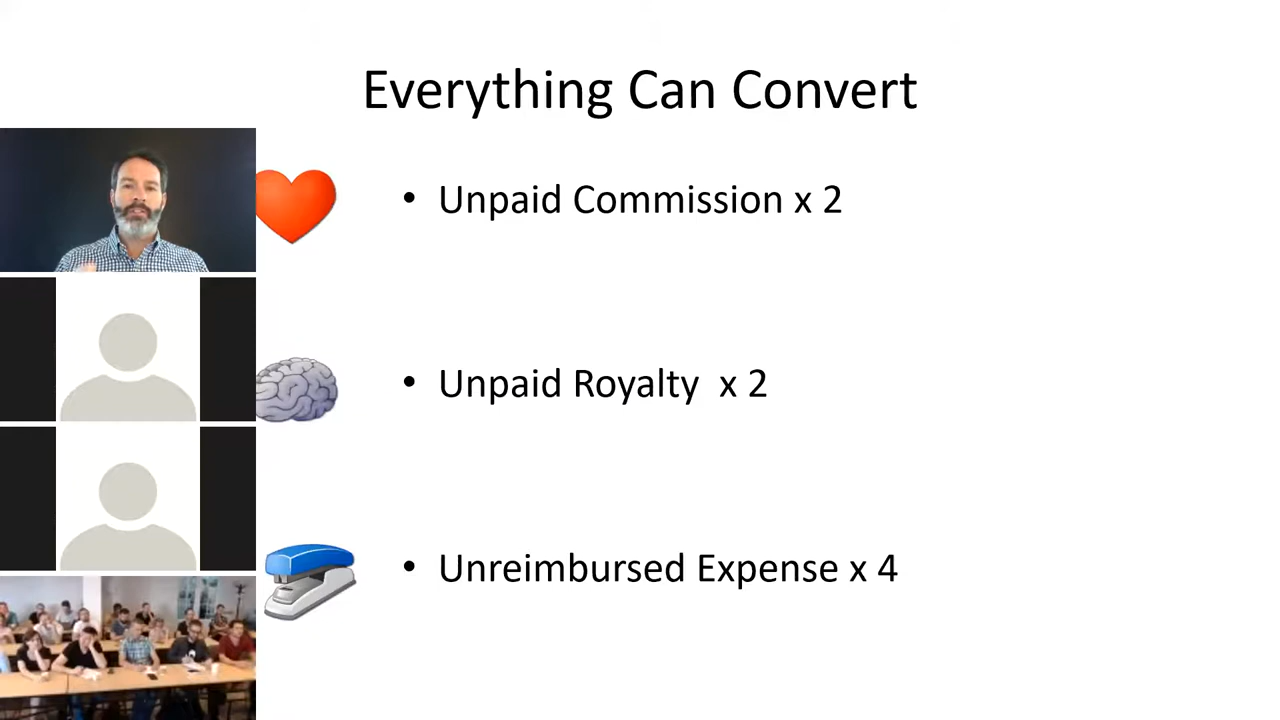 Everything Can Convert
• Unpaid Commission x 2
• Unpaid Royalty  x 2
• Unreimbursed Expense x 4